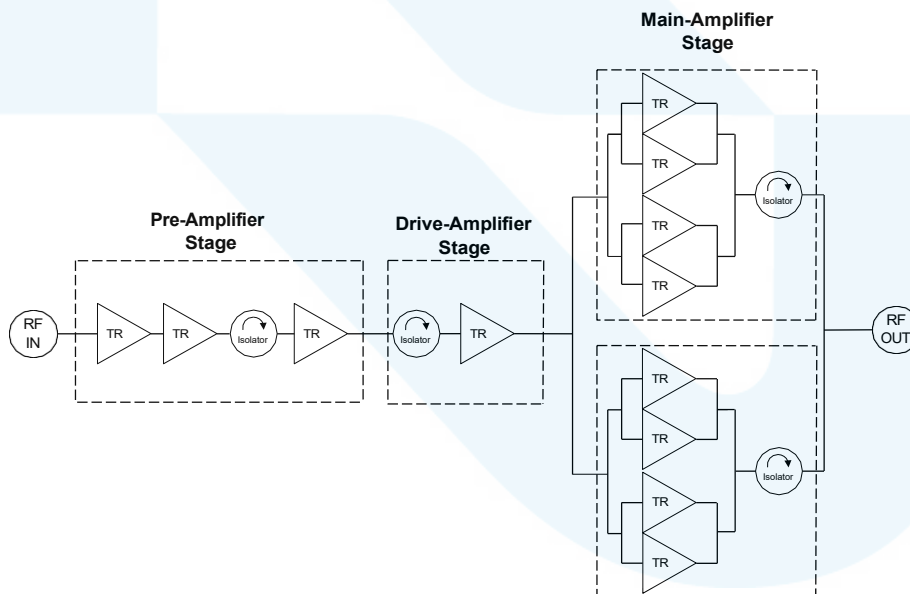 Main-Amplifier
Stage
TR
TR
Isolator
TR
TR
Pre-Amplifier
Stage
Drive-Amplifier
Stage
RF
IN
TR
TR
Isolator
TR
Isolator
TR
RF
OUT
TR
TR
Isolator
TR
TR